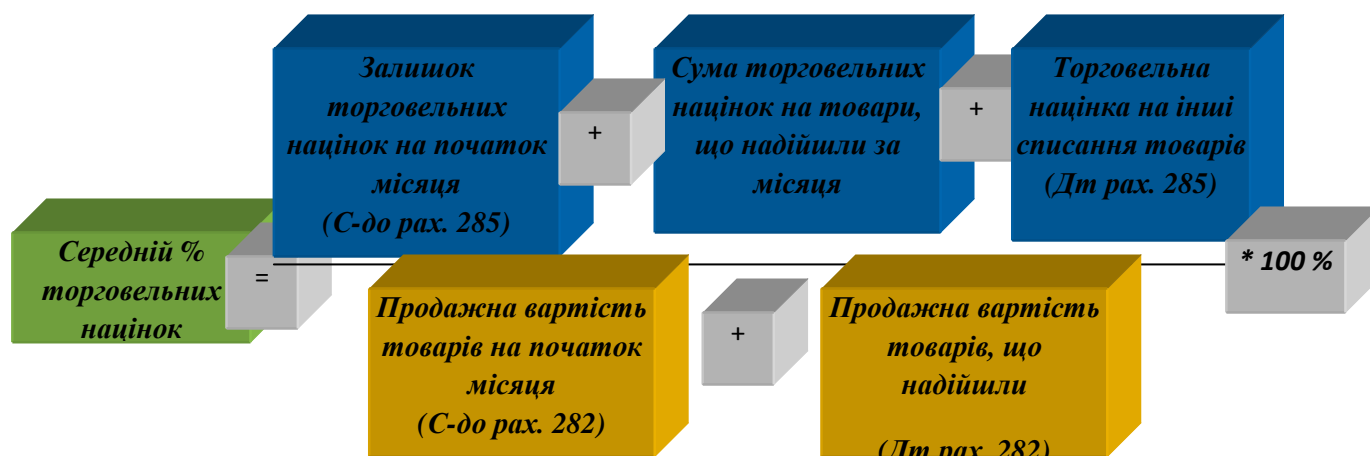 Залишок
торговельних
націнок на початок
місяця
(С-до рах. 285)
+
Сума торговельних
націнок на товари,
що надійшли за
місяця
+
Торговельна
націнка на інші
списання товарів
(Дт рах. 285)
Середній %
торговельних
націнок
=
* 100 %
Продажна вартість
товарів на початок
місяця
(С-до рах. 282)
+
Продажна вартість
товарів, що
надійшли
(Дт рах. 282)